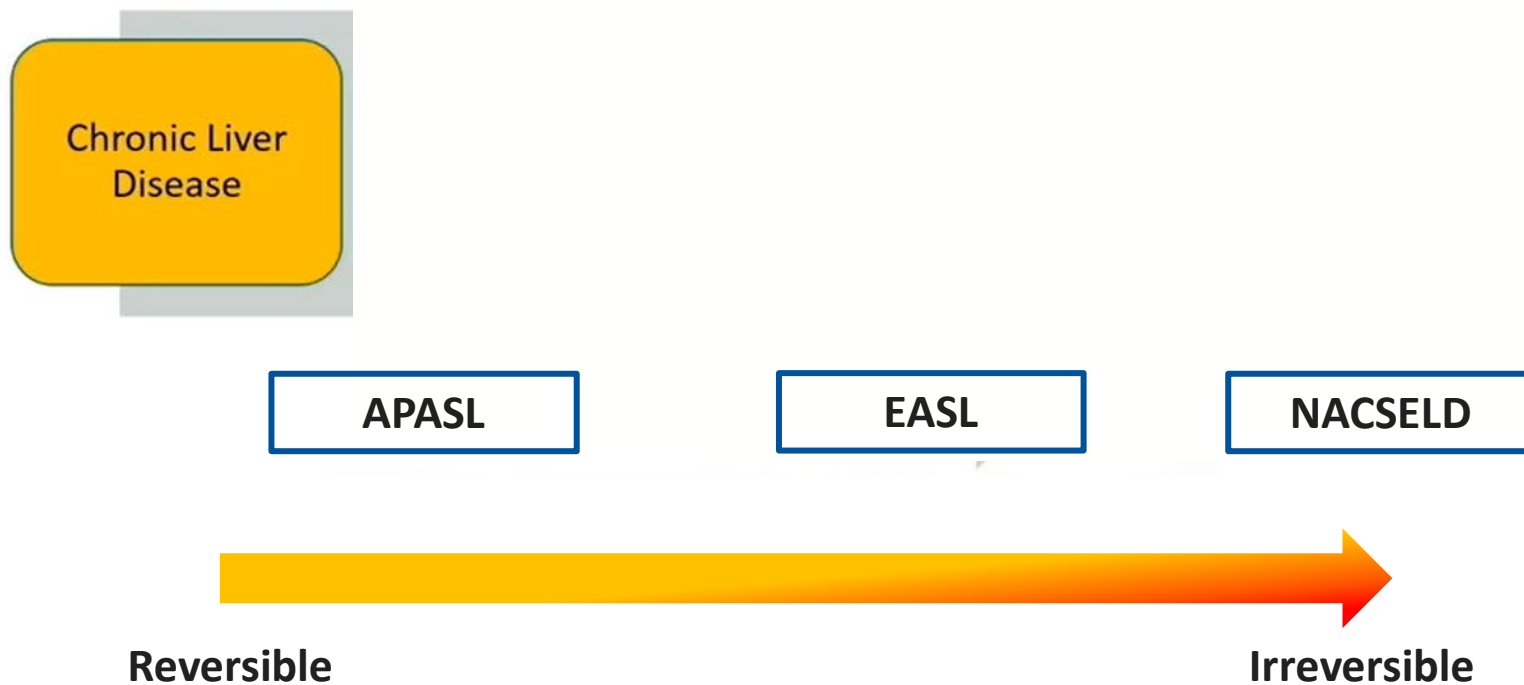 Chronic Liver
Disease
APASL
EASL
NACSELD
Reversible
Irreversible